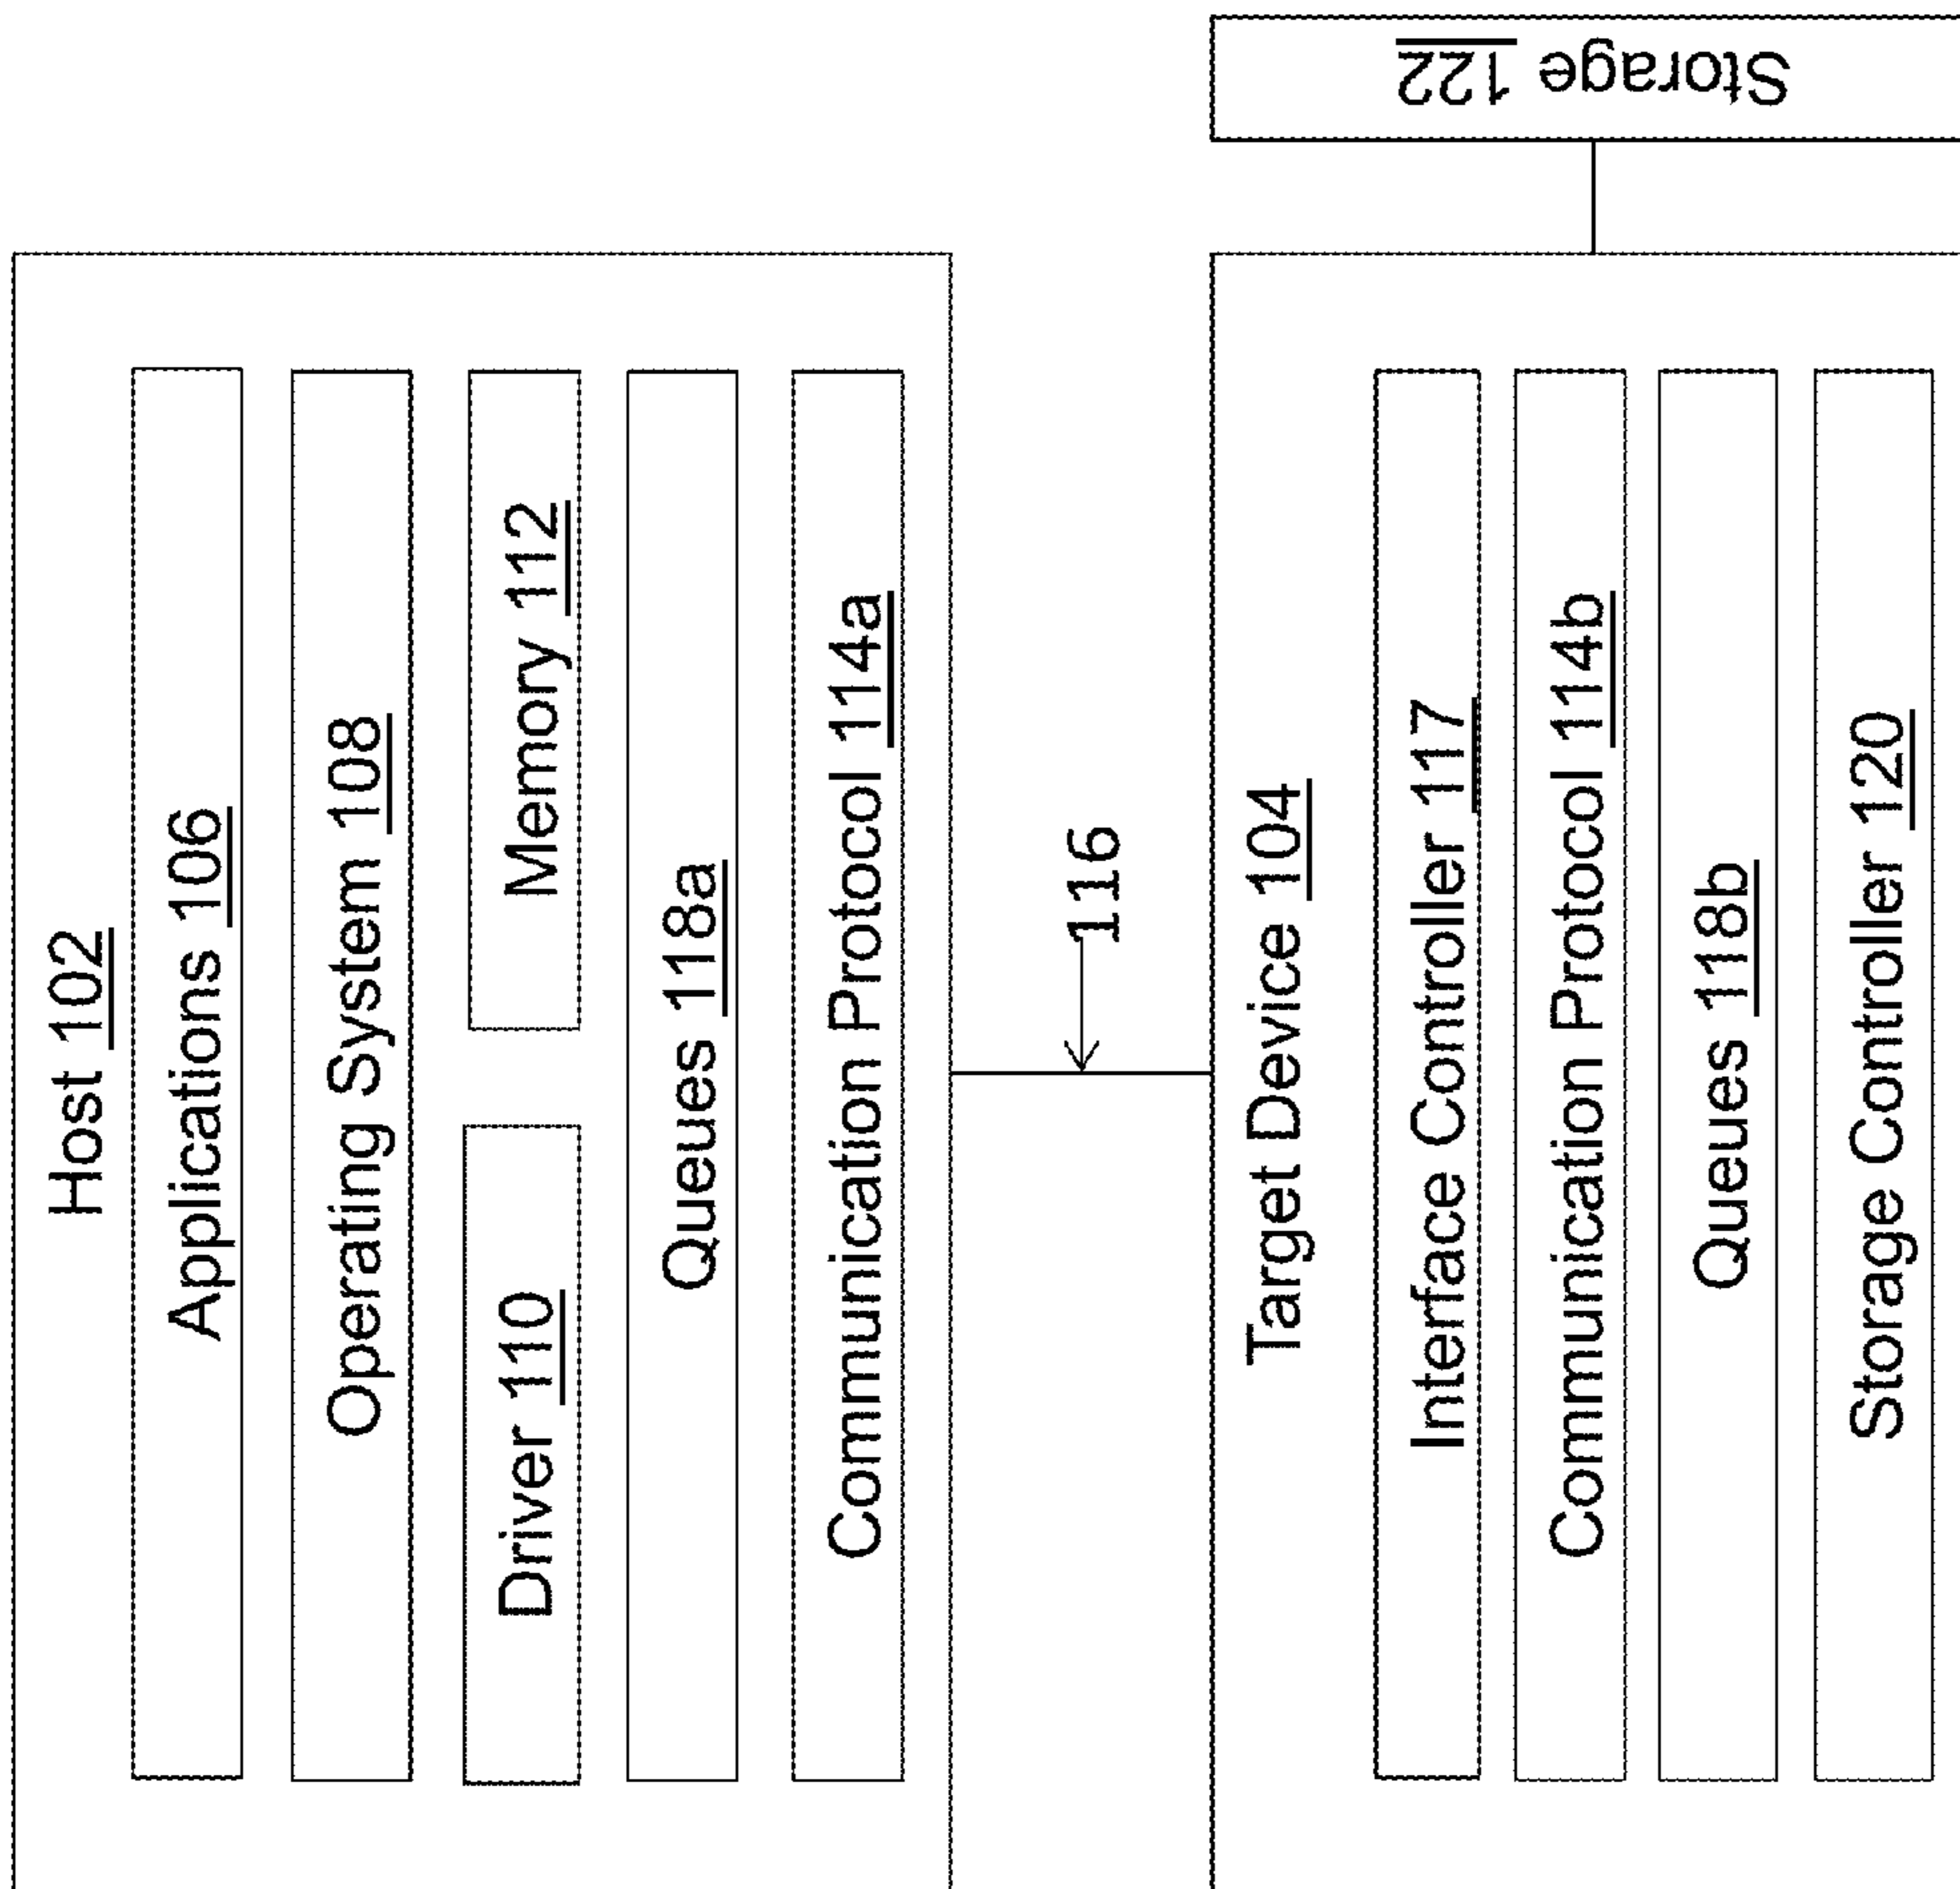 Host 102
Applications 106
Operating System 108
Driver 110
Memory 112
Queues 118a
Communication Protocol 114a
116
Target Device 104
Interface Controller 117
Communication Protocol 114b
Queues 118b
Storage Controller 120
Storage 122